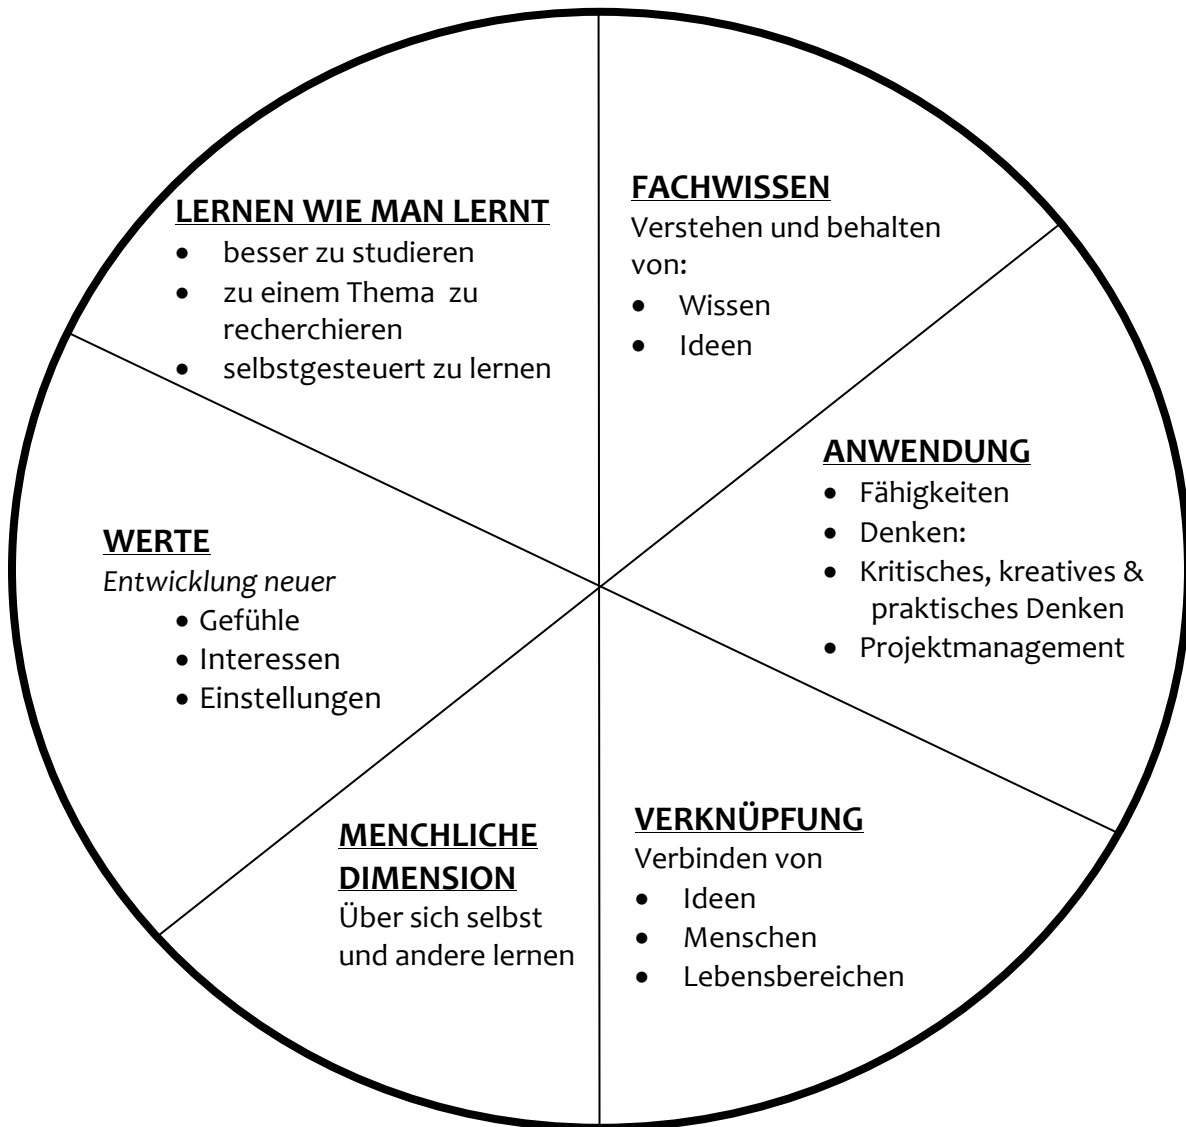 LERNEN WIE MAN LERNT
• besser zu studieren
• zu einem Thema zu
recherchieren
• selbstgesteuert zu lernen
FACHWISSEN
Verstehen und behalten
von:
• Wissen
• Ideen
ANWENDUNG
• Fähigkeiten
• Denken:
• Kritisches, kreatives &
praktisches Denken
• Projektmanagement
VERKNÜPFUNG
Verbinden von
• Ideen
• Menschen
• Lebensbereichen
MENCHLICHE
DIMENSION
Über sich selbst
und andere lernen
WERTE
Entwicklung neuer
• Gefühle
• Interessen
• Einstellungen